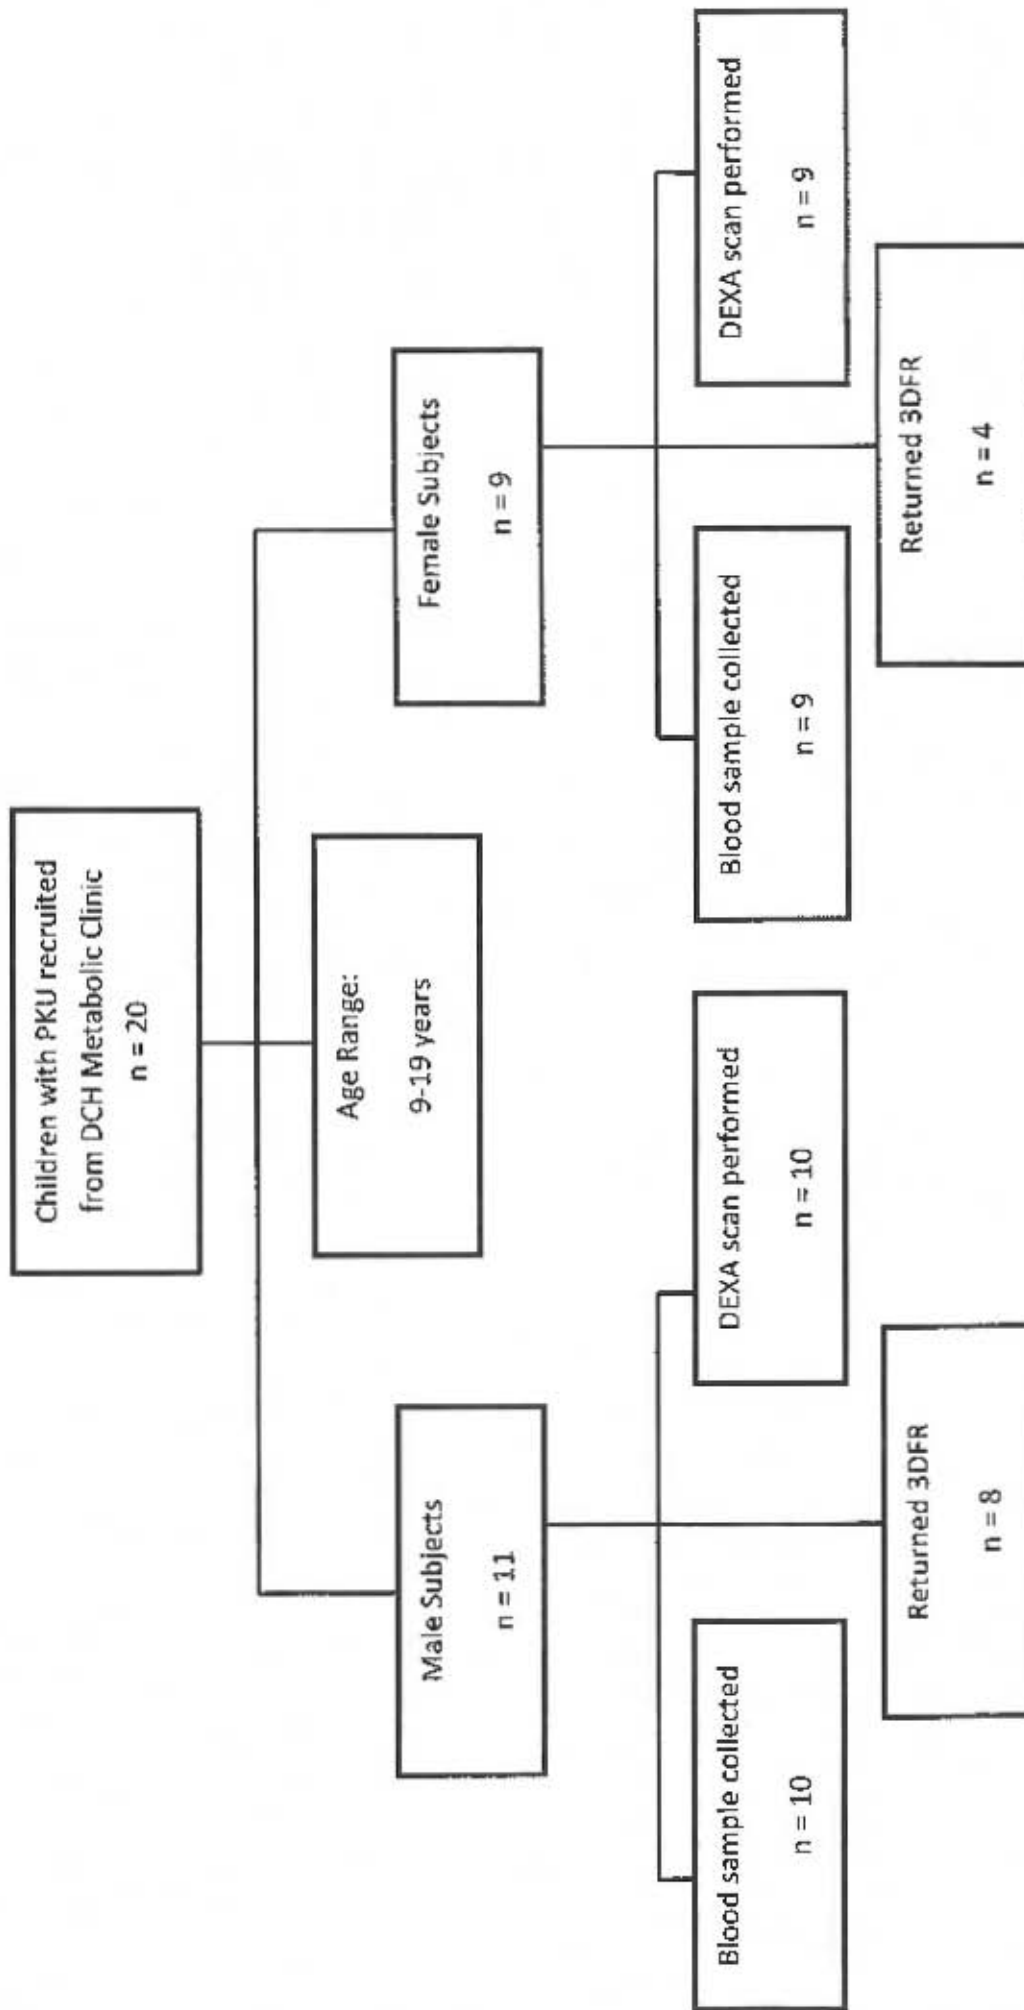 Children with PKU recruited
from DCH Metabolic Clinic
n = 20
Age Range:
9-19 years
Male Subjects
n = 11
Female Subjects
n = 9
Blood sample collected
n = 10
DEXA scan performed
n = 10
Returned 3DFR
n = 8
Blood sample collected
n = 9
DEXA scan performed
n = 9
Returned 3DFR
n = 4